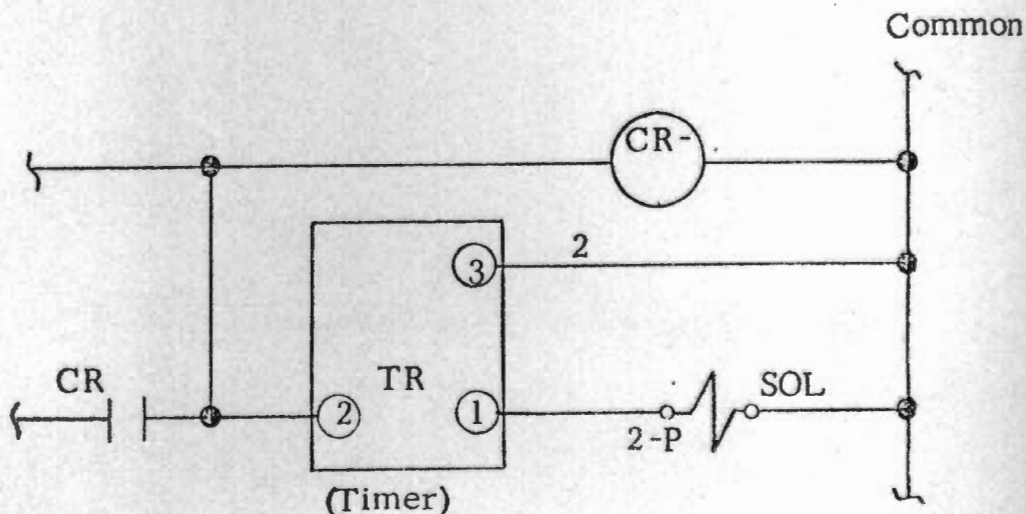 Common
CR-
3
2
CR
TR
2
1
SOL
2-P
(Timer)